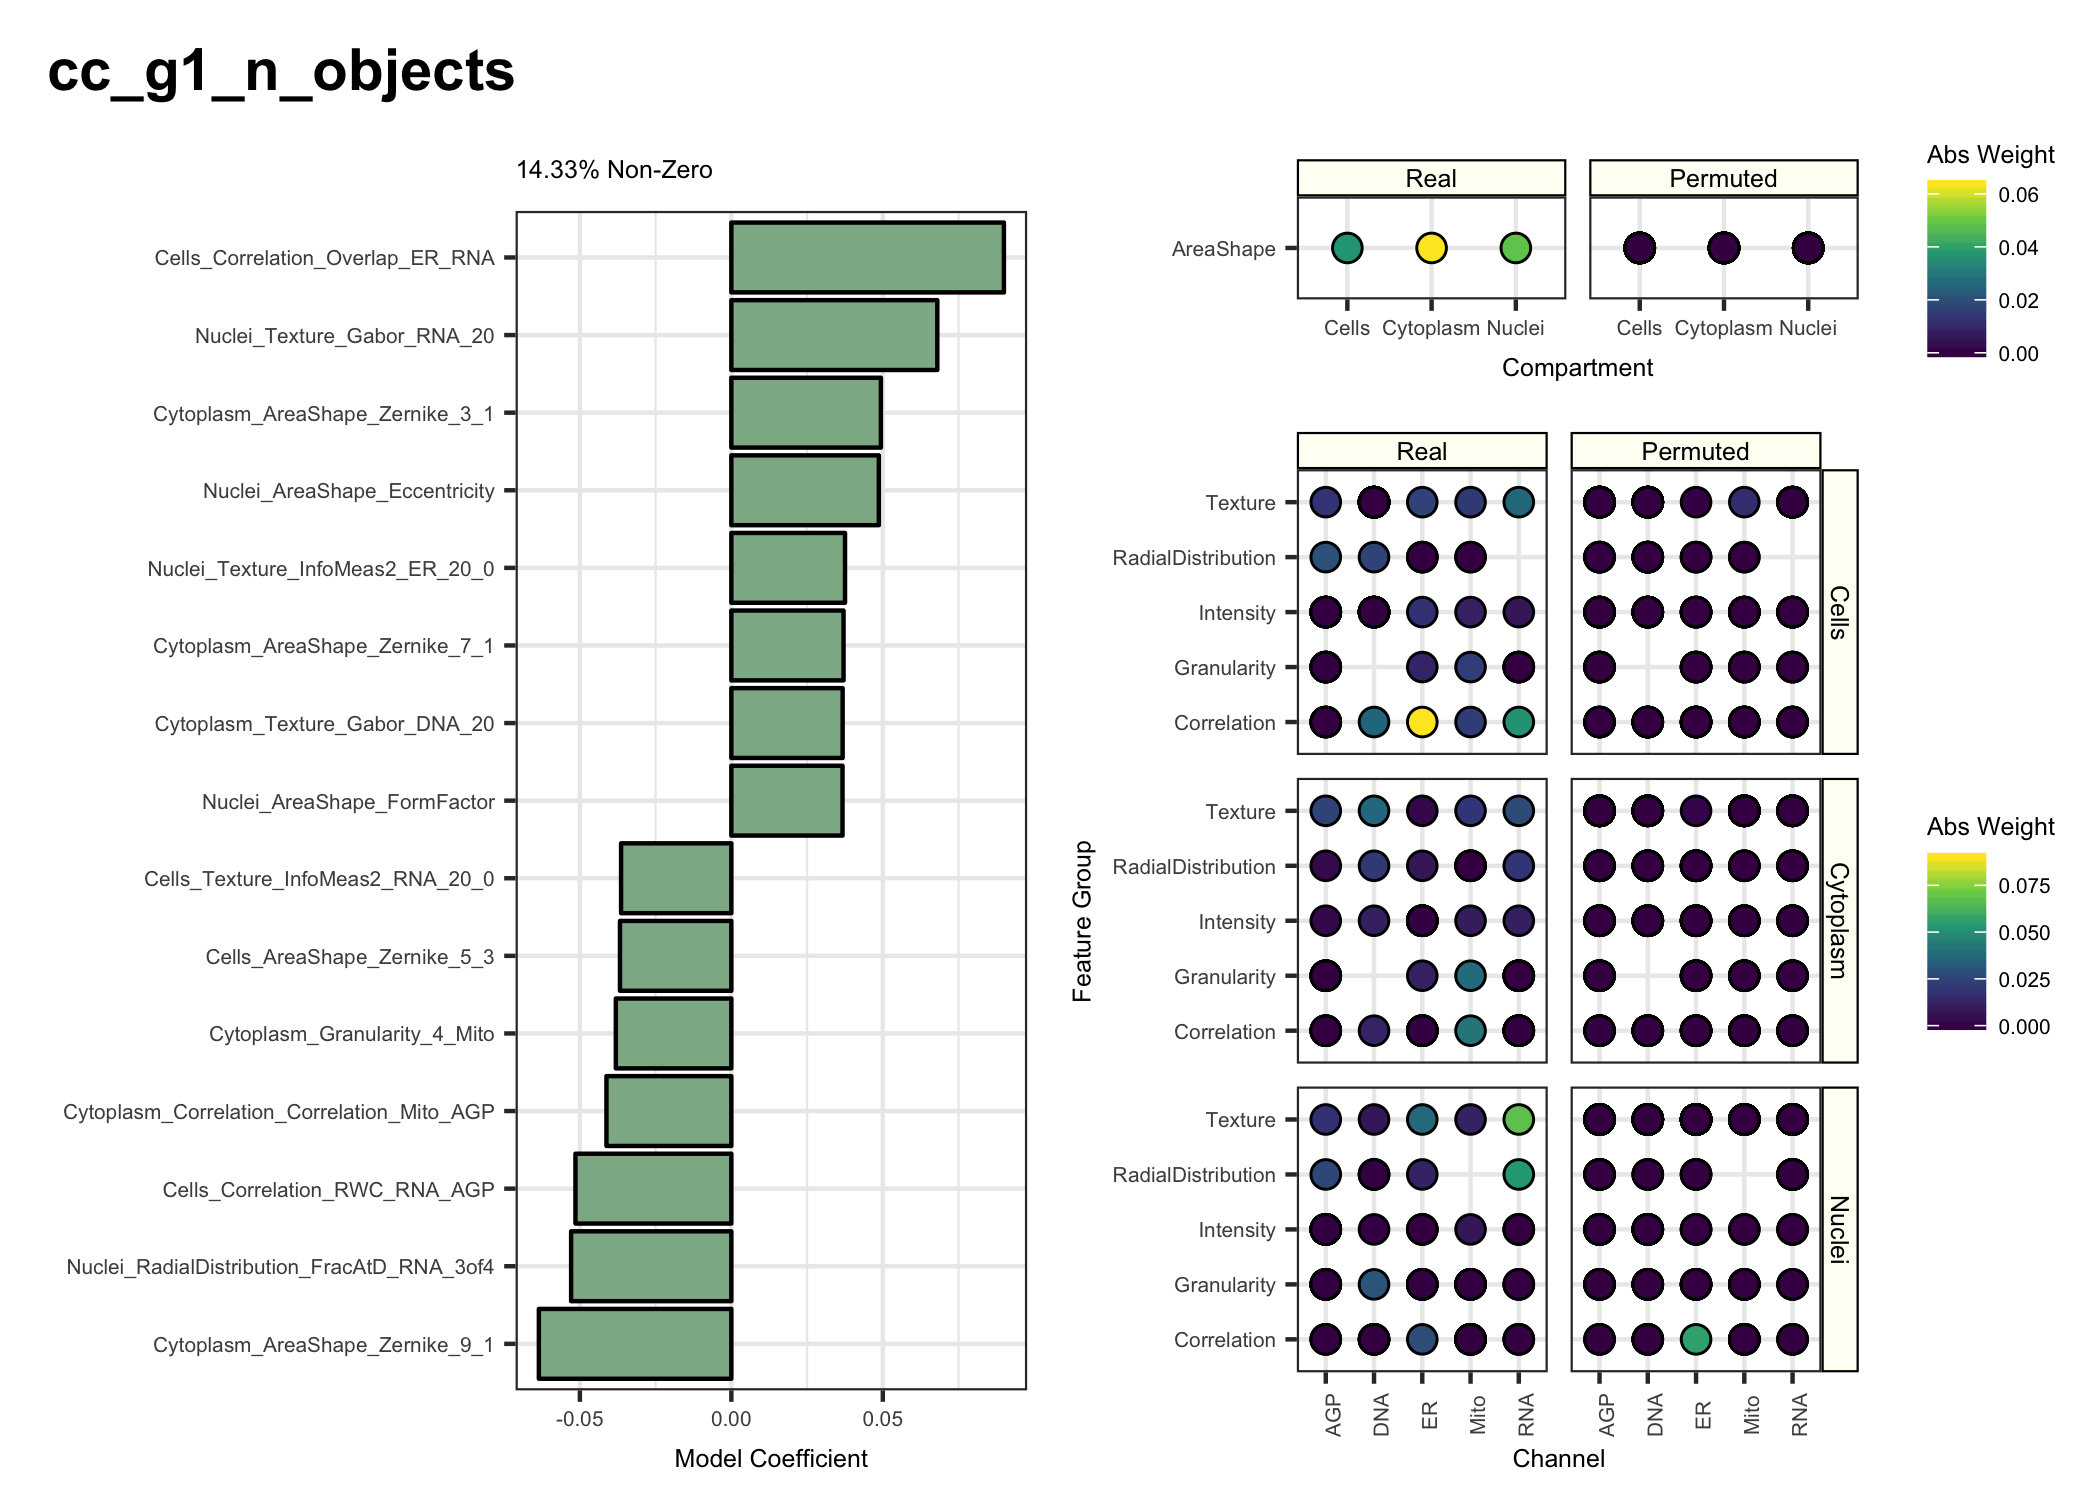 cc_g1_n_objects
14.33% Non-Zero
Cells_Correlation_Overlap_ER_RNA
Nuclei_Texture_Gabor_RNA_20
Cytoplasm_AreaShape_Zernike_3_1
Nuclei_AreaShape_Eccentricity
Nuclei_Texture_InfoMeas2_ER_20_0
Cytoplasm_AreaShape_Zernike_7_1
Cytoplasm_Texture_Gabor_DNA_20
Nuclei_AreaShape_FormFactor
Cells_Texture_InfoMeas2_RNA_20_0
Cells_AreaShape_Zernike_5_3
Cytoplasm_Granularity_4_Mito
Cytoplasm_Correlation_Correlation_Mito_AGP
Cells_Correlation_RWC_RNA_AGP
Nuclei_RadialDistribution_FracAtD_RNA_3of4
Cytoplasm_AreaShape_Zernike_9_1
-0.05 0.00 0.05
Model Coefficient
Real Permuted
AreaShape
Cells Cytoplasm Nuclei Cells Cytoplasm Nuclei
Compartment
Abs Weight
0.06
0.04
0.02
0.00
Real Permuted
Feature Group
Texture
RadialDistribution
Intensity
Granularity
Correlation
Cells
Texture
RadialDistribution
Intensity
Granularity
Correlation
Cytoplasm
Texture
RadialDistribution
Intensity
Granularity
Correlation
Nuclei
AGP DNA ER Mito RNA AGP DNA ER Mito RNA
Channel
Abs Weight
0.075
0.050
0.025
0.000